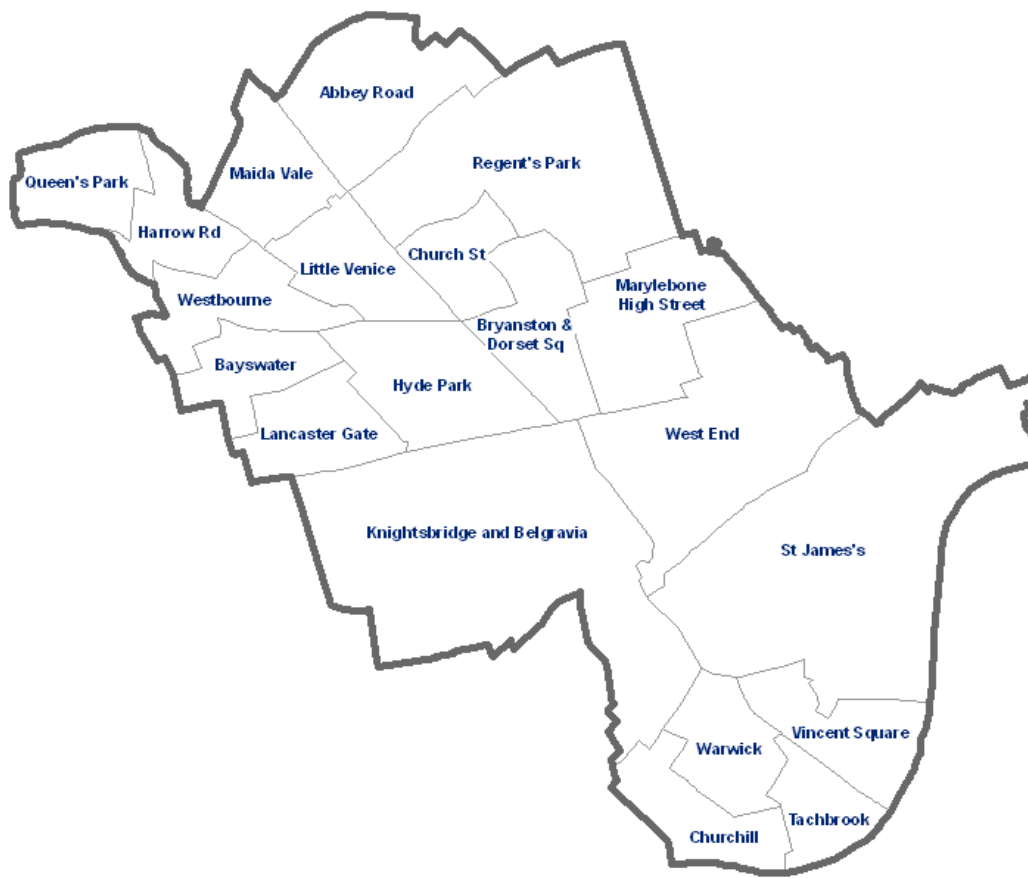 Abbey Road
Maida Vale
Regent's Park
Queen's Park
Harrow Rd
Church St
Little Venice
Westbourne
Marylebone
High Street
Bryanston &
Dorset Sq
Bayswater
Hyde Park
Lancaster Gate
West End
Knightsbridge and Belgravia
St James's
Vincent Square
Warwick
Tachbrook
Churchill